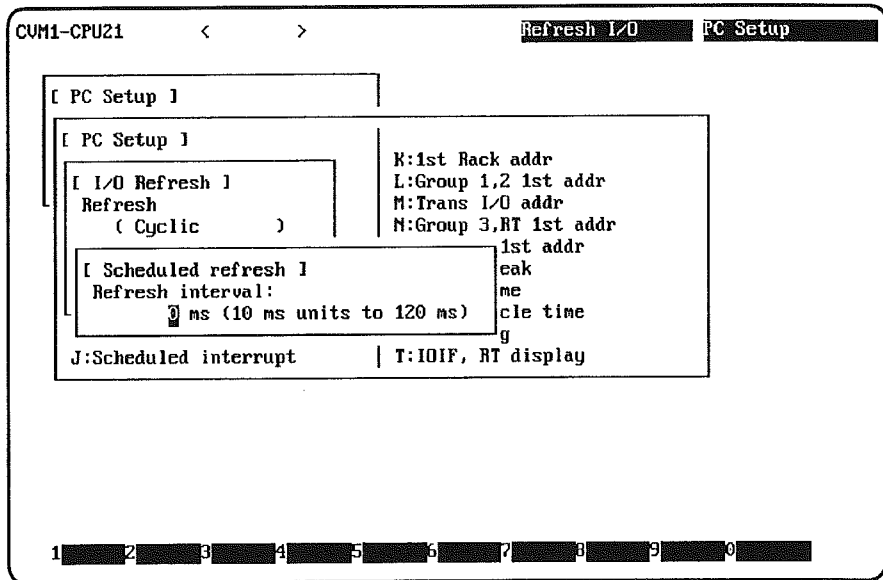 CVM1-CPU21 < > Refresh I/O PC Setup
[ PC Setup ]
[ PC Setup ]
K:1st Rack addr
[ I/O Refresh ] L:Group 1,2 1st addr
Refresh M:Trans I/O addr
( Cyclic ) N:Group 3,RT 1st addr
1st addr
[ Scheduled refresh ] eak
Refresh interval: me
0 ms (10 ms units to 120 ms) cle time
g
J:Scheduled interrupt T:IOIF, RT display
1 2 3 4 5 6 7 8 9 0